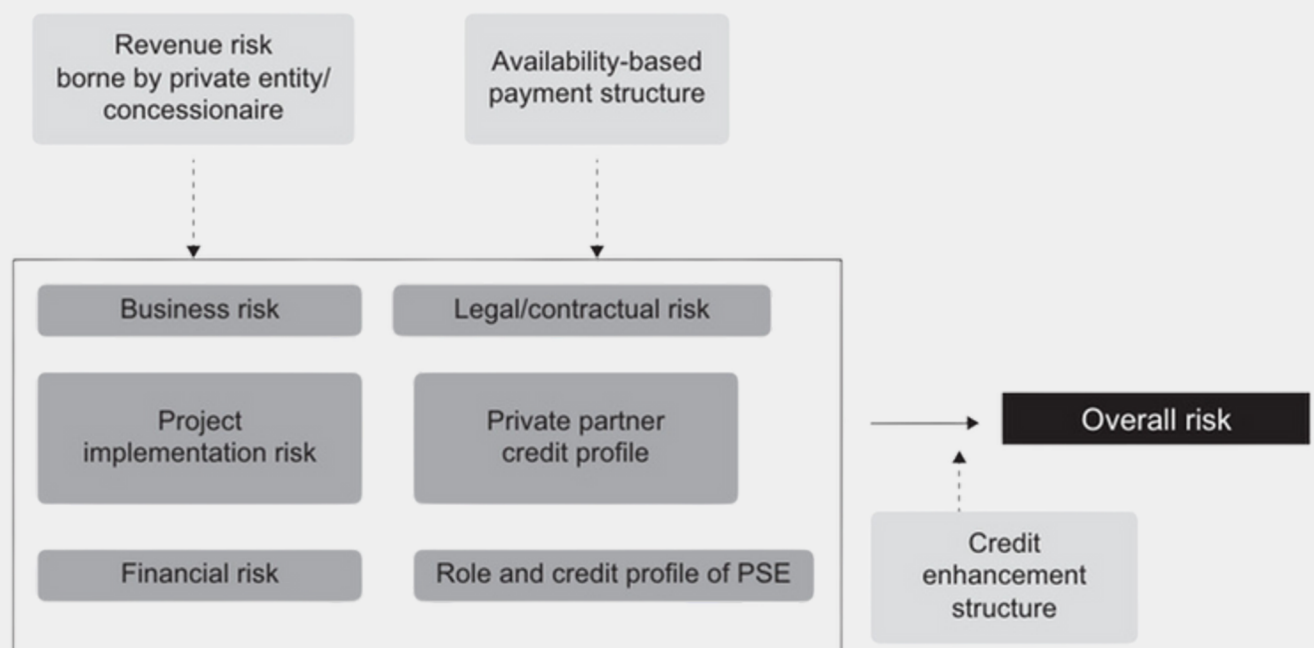 Revenue risk
borne by private entity/
concessionaire
Availability-based
payment structure
Business risk
Legal/contractual risk
Project
implementation risk
Private partner
credit profile
Overall risk
Financial risk
Role and credit profile of PSE
Credit
enhancement
structure